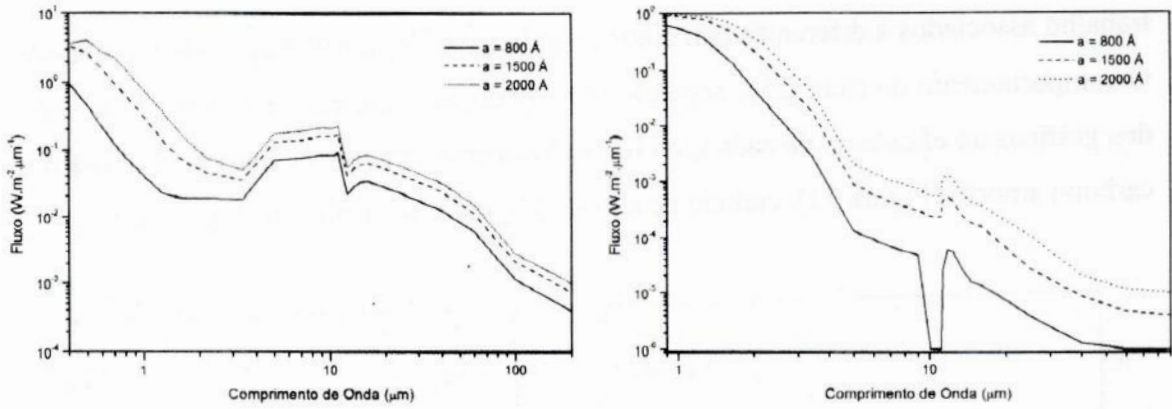 10¹
10⁰
10⁻¹
10⁻²
10⁻³
10⁻⁴
Fluxo (W.m⁻².µm⁻¹)
a = 800 Å
a = 1500 Å
a = 2000 Å
1
10
100
Comprimento de Onda (µm)
10⁰
10⁻¹
10⁻²
10⁻³
10⁻⁴
10⁻⁵
10⁻⁶
Fluxo (W.m⁻².µm⁻¹)
a = 800 Å
a = 1500 Å
a = 2000 Å
1
10
Comprimento de Onda (µm)